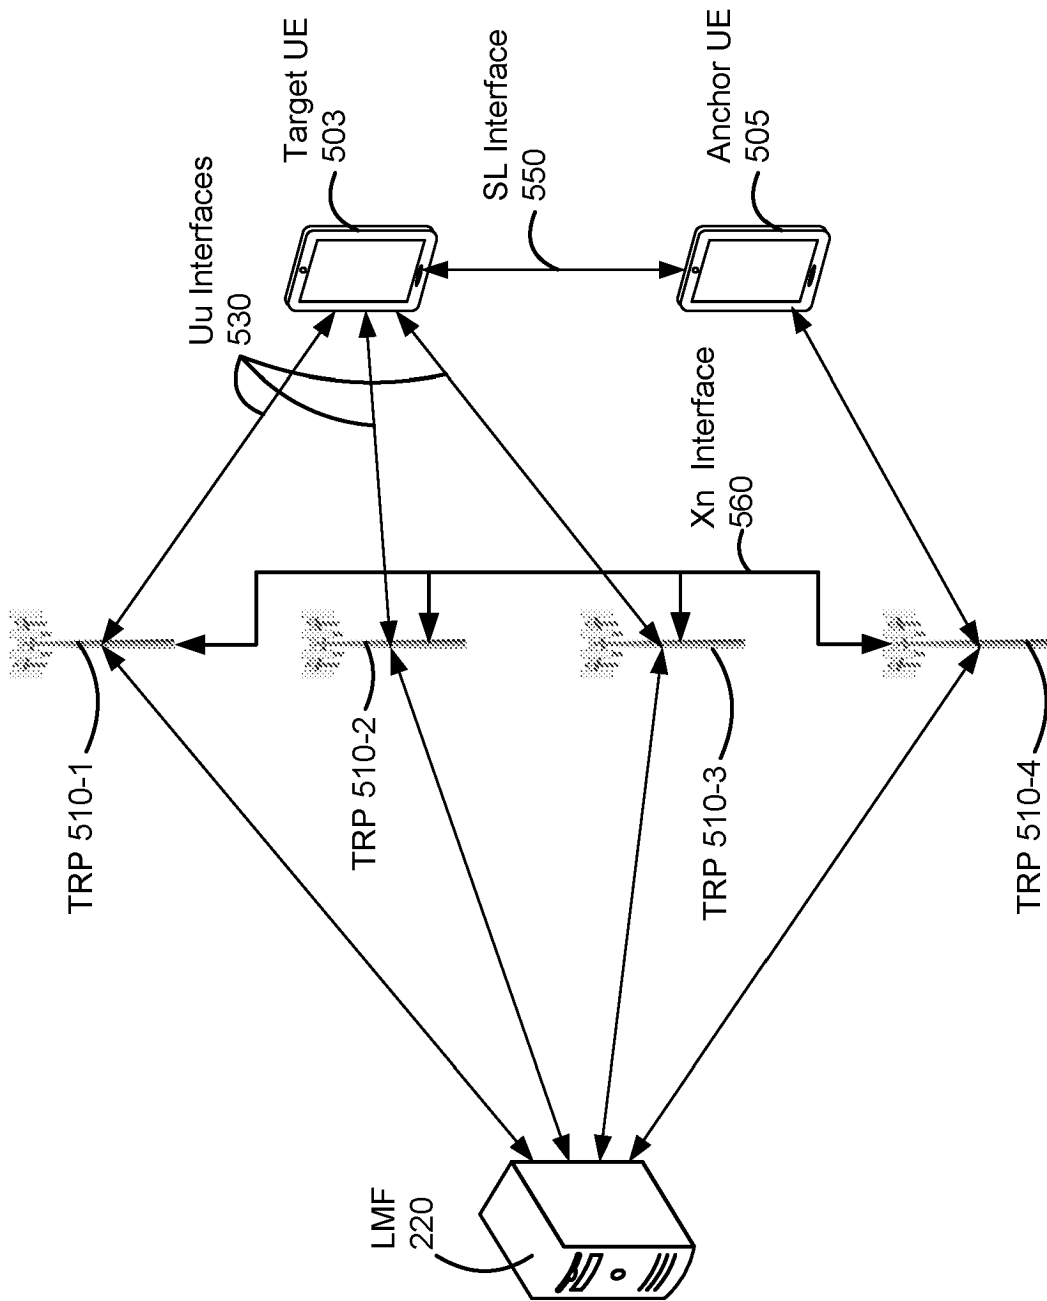 LMF
220
TRP 510-1
TRP 510-2
TRP 510-3
TRP 510-4
Uu Interfaces
530
Xn Interface
560
Target UE
503
SL Interface
550
Anchor UE
505